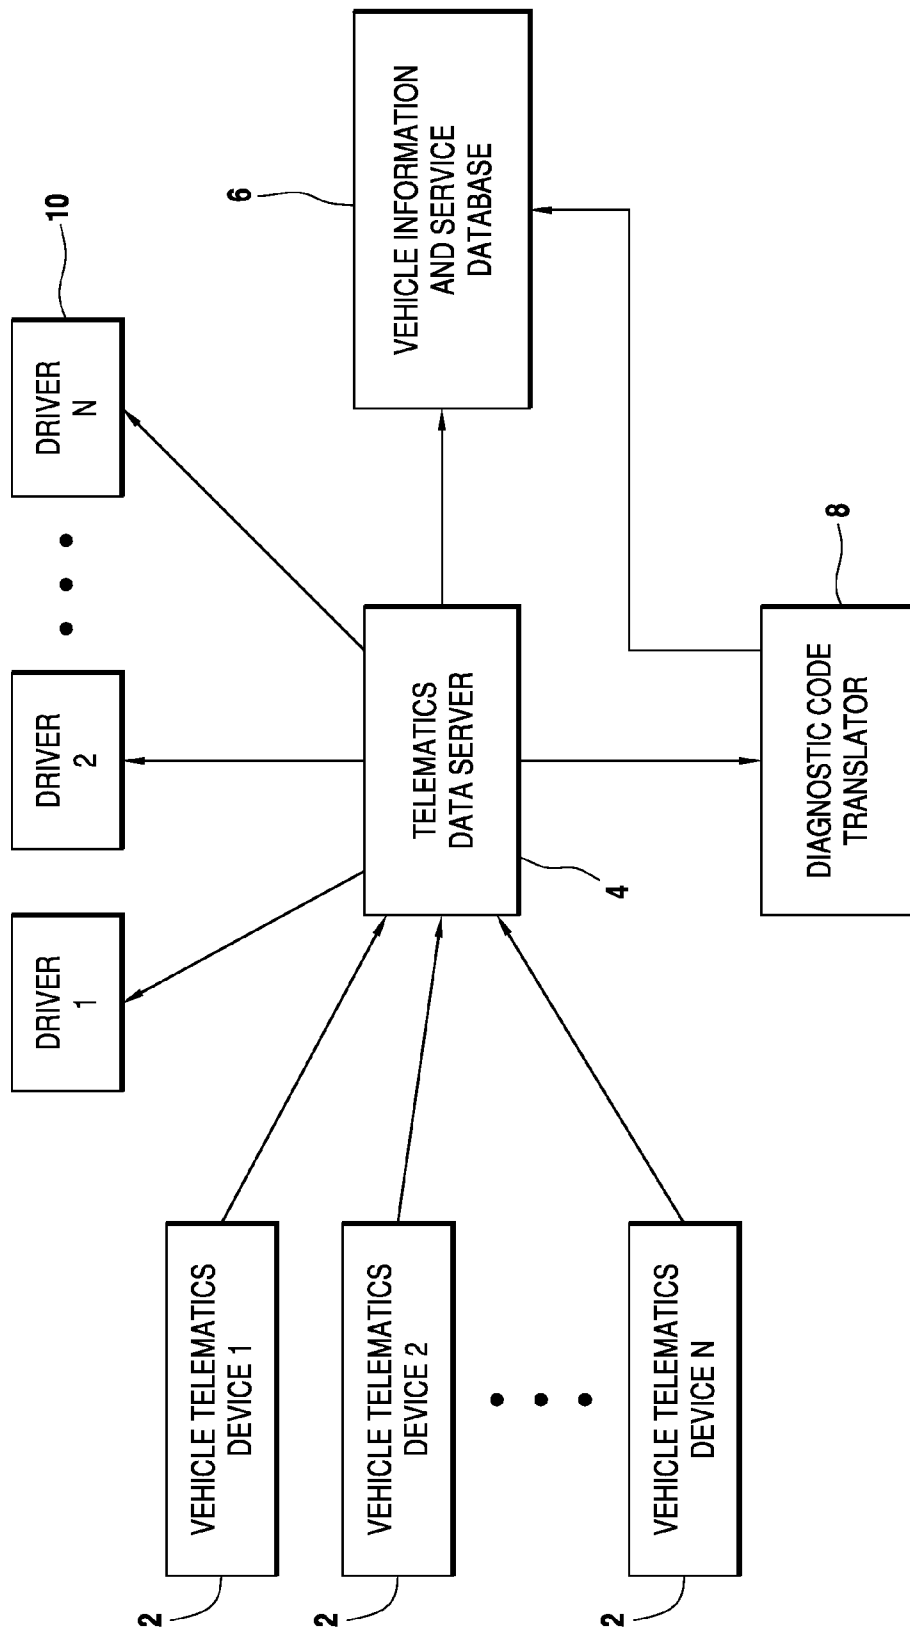 DRIVER
1
DRIVER
2
DRIVER
N
10
VEHICLE TELEMATICS
DEVICE 1
2
VEHICLE TELEMATICS
DEVICE 2
2
VEHICLE TELEMATICS
DEVICE N
2
TELEMATICS
DATA SERVER
4
VEHICLE INFORMATION
AND SERVICE
DATABASE
6
DIAGNOSTIC CODE
TRANSLATOR
8